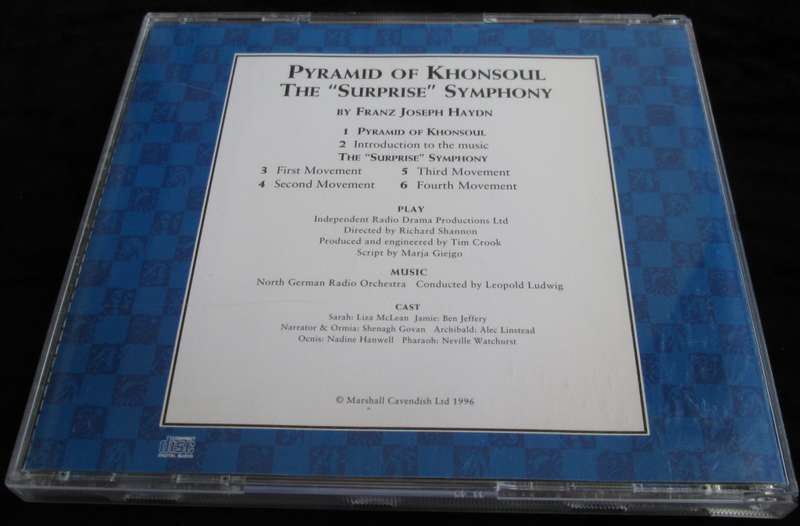 PYRAMID OF KHONSOUL
THE "SURPRISE" SYMPHONY
BY FRANZ JOSEPH HAYDN
1 PYRAMID OF KHONSOUL
2 Introduction to the music
THE "SURPRISE" SYMPHONY
3 First Movement 5 Third Movement
4 Second Movement 6 Fourth Movement
PLAY
Independent Radio Drama Productions Ltd
Directed by Richard Shannon
Produced and engineered by Tim Crook
Script by Marja Giejgo
MUSIC
North German Radio Orchestra Conducted by Leopold Ludwig
CAST
Sarah: Liza McLean Jamie: Ben Jeffery
Narrator & Ormia: Shenagh Govan Archibald: Alec Linstead
Ocnis: Nadine Hanwell Pharaoh: Neville Watchurst
© Marshall Cavendish Ltd 1996
COMPACT
disc
DIGITAL AUDIO